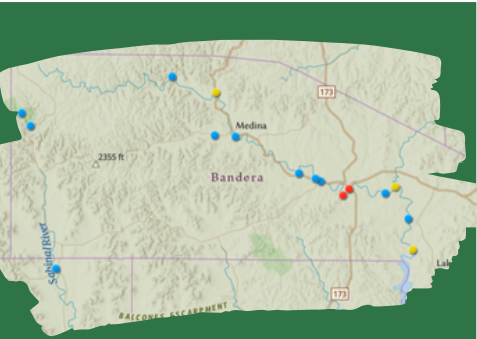 173
Medina
2355 ft
Bandera
Sabinal River
Lak
173
BALCONES ESCARPMENT